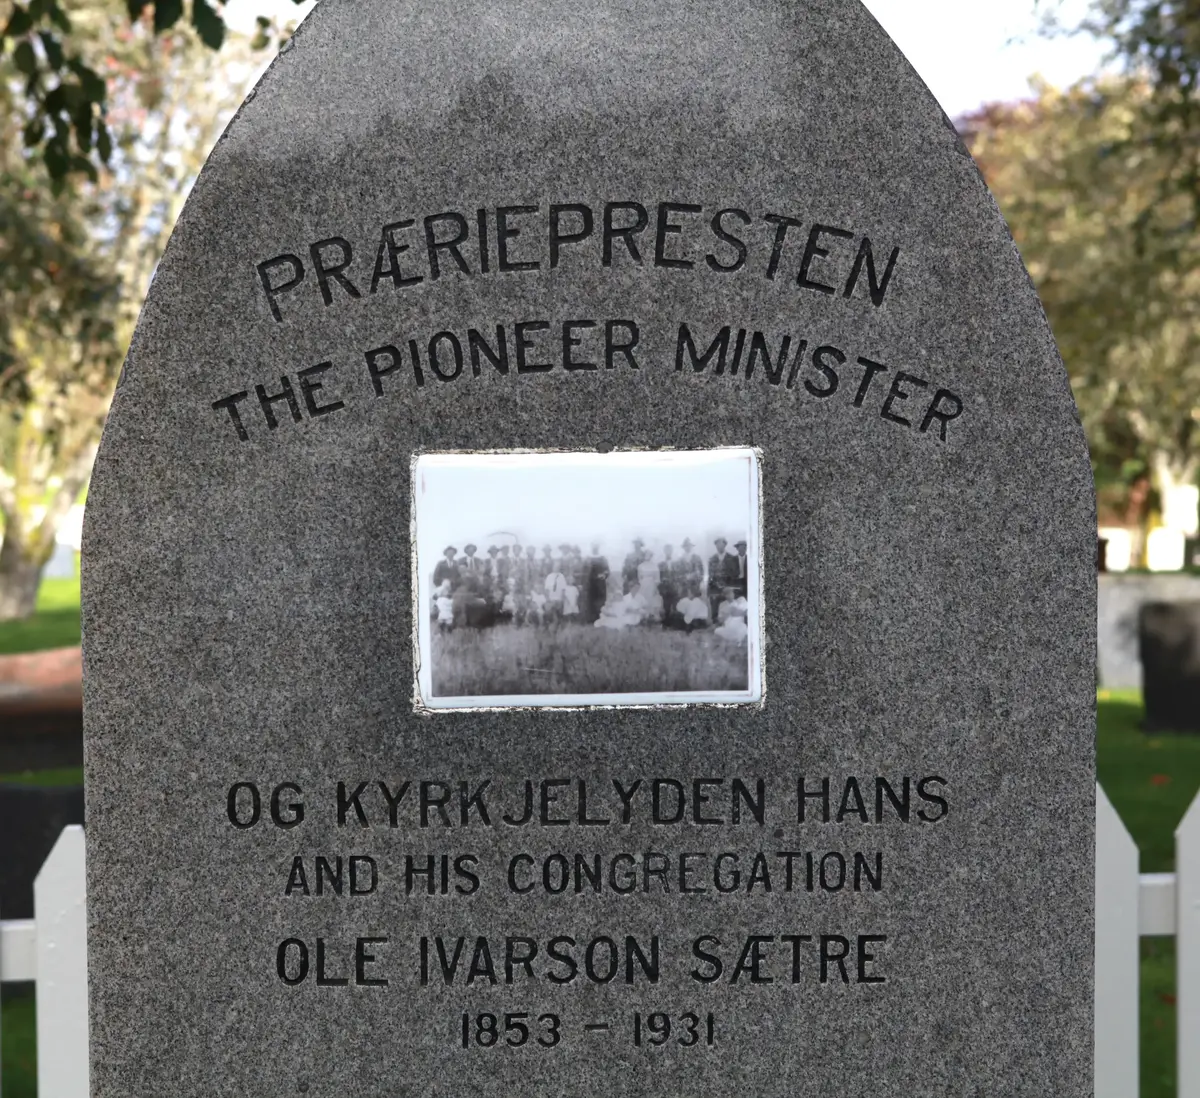 PRÆRIEPRESTEN
THE PIONEER MINISTER
OG KYRKJELYDEN HANS
AND HIS CONGREGATION
OLE IVARSON SÆTRE
1853 – 1931